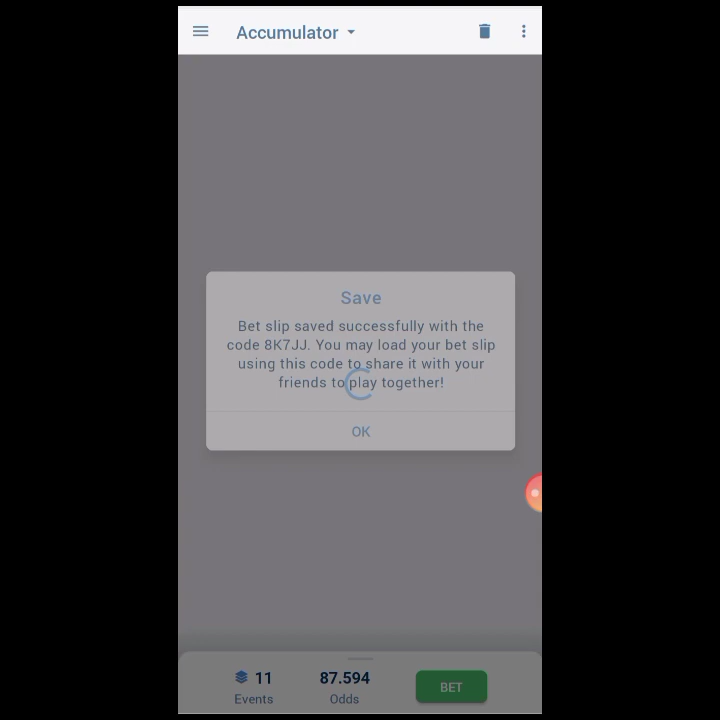 Accumulator
Save
Bet slip saved successfully with the
code 8K7JJ. You may load your bet slip
using this code to share it with your
friends to play together!
OK
11 87.594
Events Odds
BET